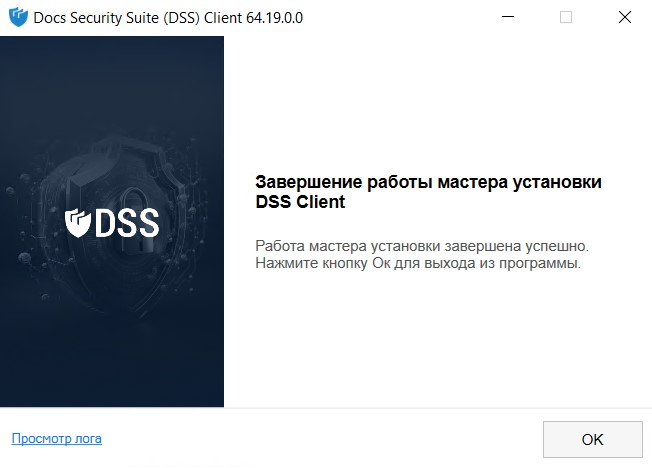 Docs Security Suite (DSS) Client 64.19.0.0
DSS
Завершение работы мастера установки
DSS Client
Работа мастера установки завершена успешно.
Нажмите кнопку Ок для выхода из программы.
Просмотр лога
OK